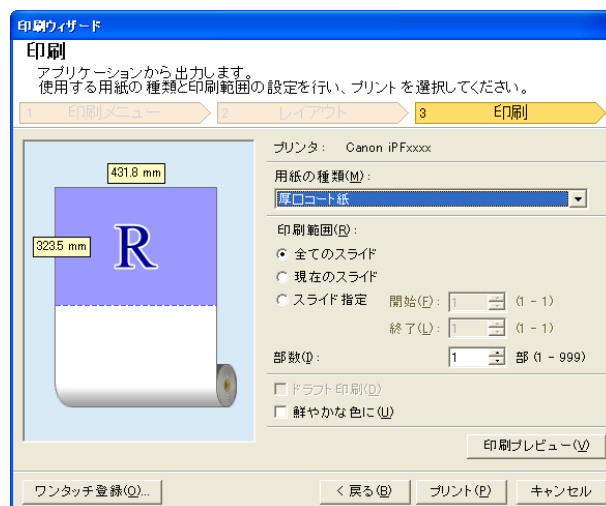 印刷ウィザード
印刷
アプリケーションから出力します。
使用する用紙の種類と印刷範囲の設定を行い、プリントを選択してください。
1 印刷メニュー 2 レイアウト 3 印刷
プリンタ： Canon iPFxxxx
用紙の種類(M)：
厚口コート紙
431.8 mm
323.5 mm
R
印刷範囲(R)：
全てのスライド
現在のスライド
スライド指定 開始(F)： 1 (1 - 1)
終了(L)： 1 (1 - 1)
部数(I)： 1 部 (1 - 999)
ドラフト印刷(D)
鮮やかな色に(U)
印刷プレビュー(V)
ワンタッチ登録(O)... < 戻る(B) プリント(P) キャンセル